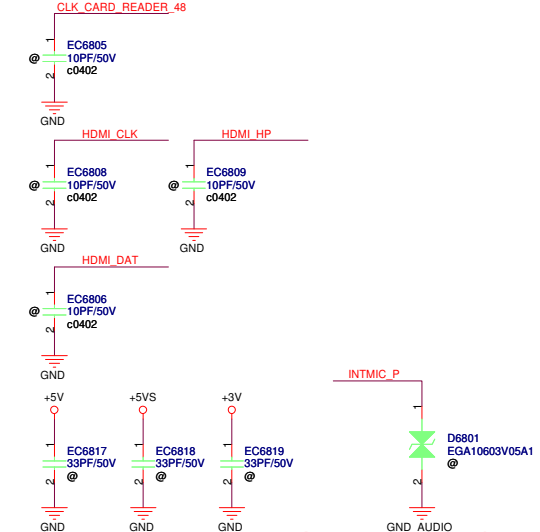 CLK_CARD_READER_48
1
EC6805
@ 10PF/50V
2 c0402
GND
HDMI_CLK HDMI_HP
1 1
EC6808 EC6809
@ 10PF/50V @ 10PF/50V
2 c0402 2 c0402
GND GND
HDMI_DAT
1
EC6806
@ 10PF/50V
2 c0402
GND
INTMIC_P
+5V +5VS +3V
1
D6801
EGA10603V05A1
@
2
1 1 1
EC6817 EC6818 EC6819
33PF/50V 33PF/50V 33PF/50V
2 @ 2 @ 2 @
GND GND GND GND_AUDIO